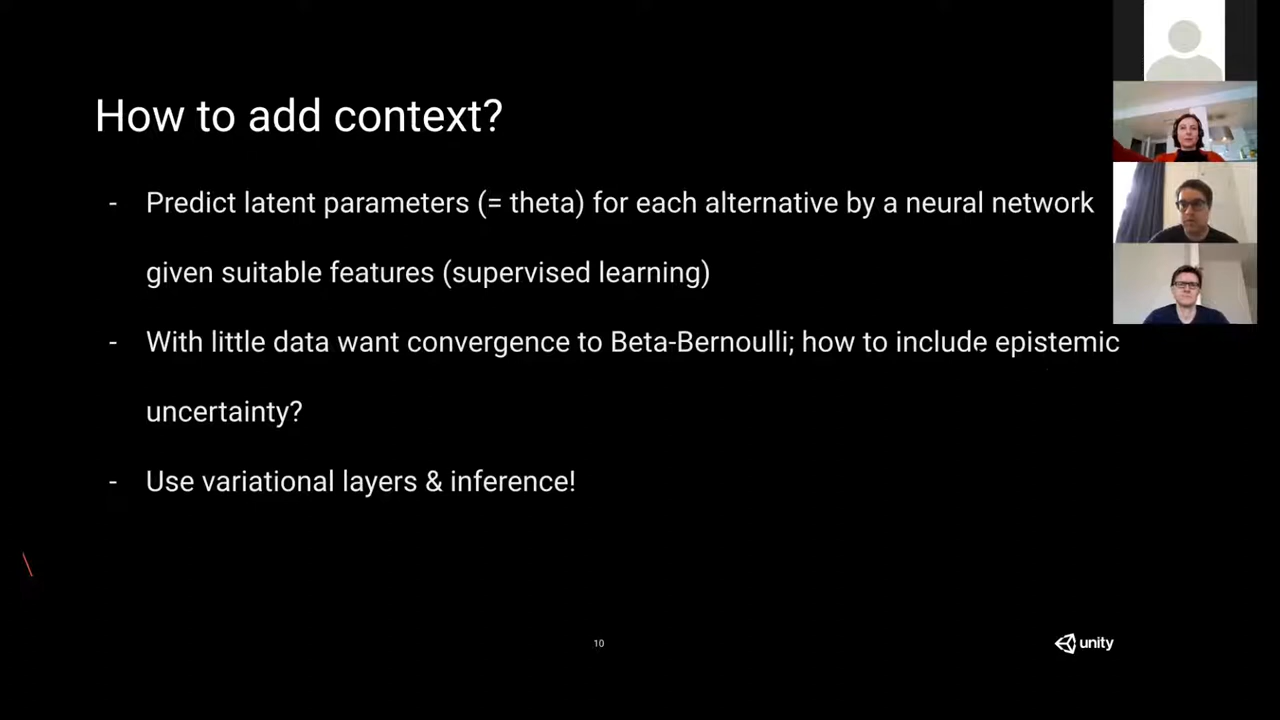 How to add context?
- Predict latent parameters (= theta) for each alternative by a neural network
given suitable features (supervised learning)
- With little data want convergence to Beta-Bernoulli; how to include epistemic
uncertainty?
- Use variational layers & inference!
10
unity